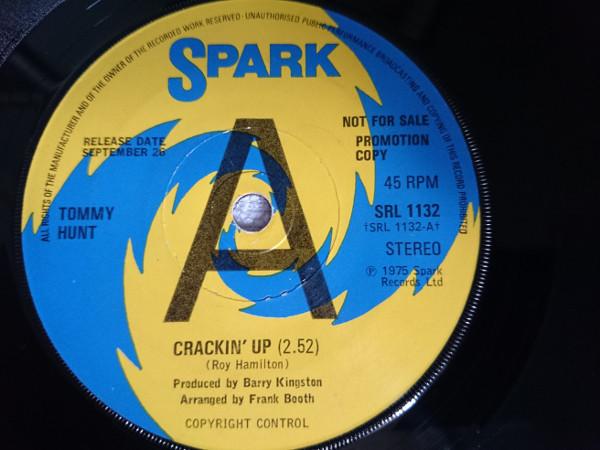 ALL RIGHTS OF THE MANUFACTURER AND OF THE OWNER OF THE RECORDED WORK RESERVED · UNAUTHORISED PUBLIC PERFORMANCE BROADCASTING AND COPYING OF THIS RECORD PROHIBITED
SPARK
NOT FOR SALE
RELEASE DATE
SEPTEMBER 26
PROMOTION
COPY
A
45 RPM
TOMMY
HUNT
SRL 1132
†SRL 1132-A†
STEREO
℗ 1975 Spark
Records Ltd
CRACKIN' UP (2.52)
(Roy Hamilton)
Produced by Barry Kingston
Arranged by Frank Booth
COPYRIGHT CONTROL